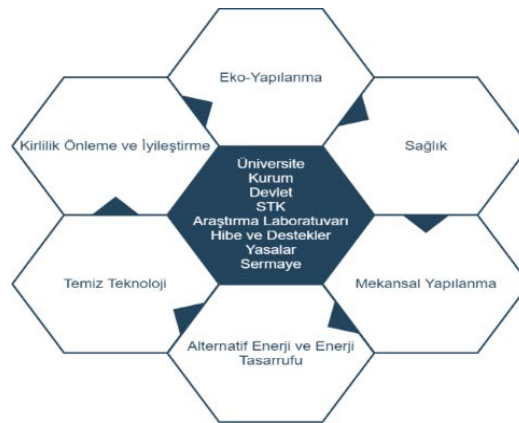 Eko-Yapılanma
Kirlilik Önleme ve İyileştirme
Sağlık
Üniversite
Kurum
Devlet
STK
Araştırma Laboratuvarı
Hibe ve Destekler
Yasalar
Sermaye
Temiz Teknoloji
Mekansal Yapılanma
Alternatif Enerji ve Enerji
Tasarrufu